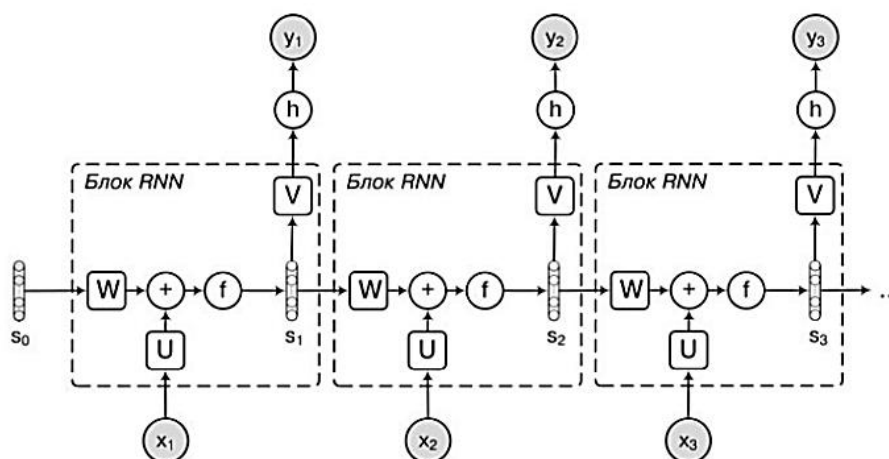 y₁ y₂ y₃
h h h
Блок RNN Блок RNN Блок RNN
V V V
W + f W + f W + f ..
s₀ s₁ s₂ s₃
U U U
x₁ x₂ x₃